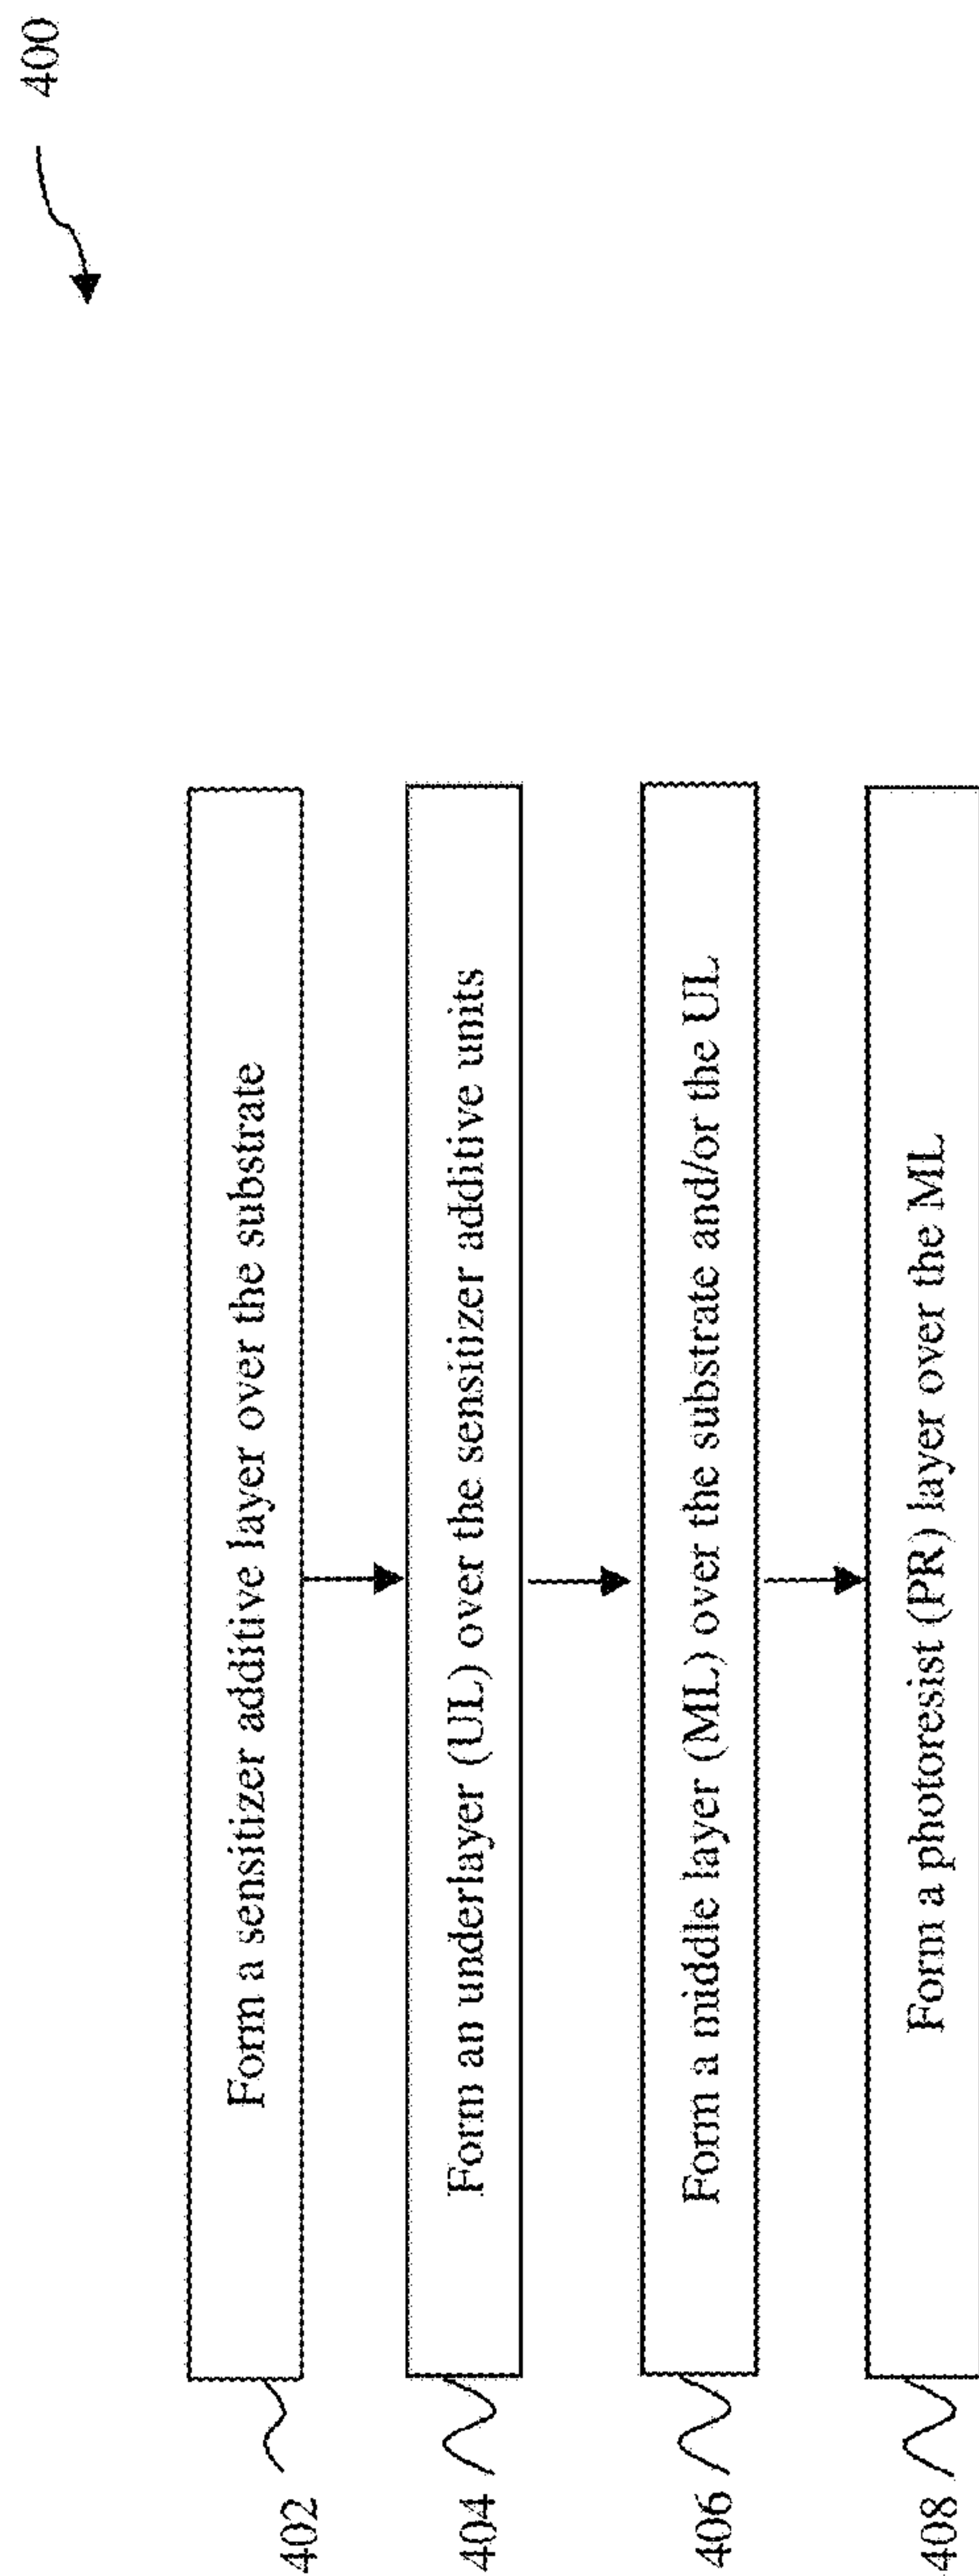 400
402
Form a sensitizer additive layer over the substrate
404
Form an underlayer (UL) over the sensitizer additive units
406
Form a middle layer (ML) over the substrate and/or the UL
408
Form a photoresist (PR) layer over the ML